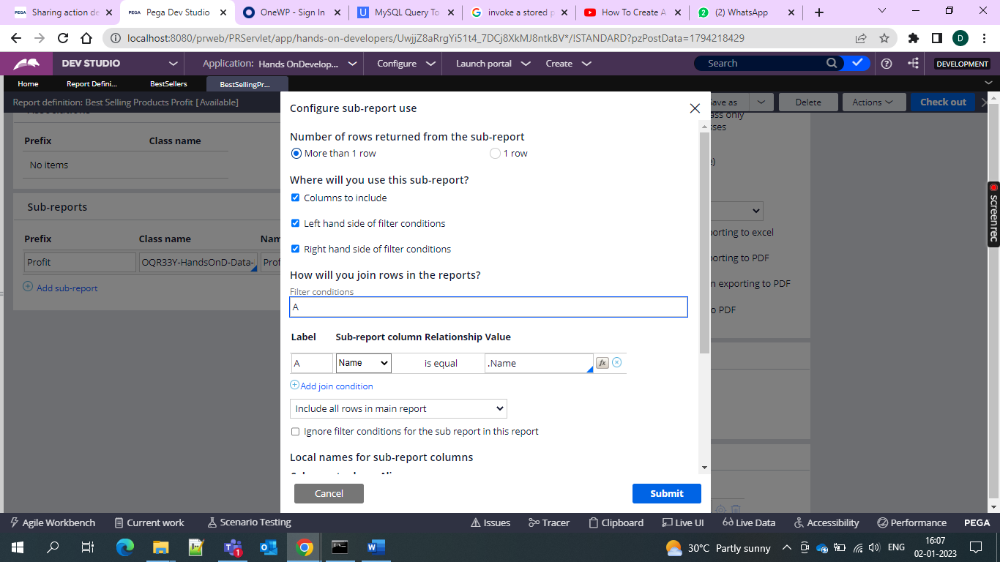 Sharing action de
Pega Dev Studio
OneWP - Sign In
MySQL Query To
invoke a stored p
How To Create A
(2) WhatsApp
localhost:8080/prweb/PRServlet/app/hands-on-developers/UwjjZ8aRrgYi51t4_7DCj8XkMJ8ntkBV*/!STANDARD?pzPostData=1794218429
DEV STUDIO
Application: Hands OnDevelop...
Configure
Launch portal
Create
Search
DEVELOPMENT
Home
Report Defini...
BestSellers
BestSellingPr...
Report definition: Best Selling Products Profit [Available]
ave as
Delete
Actions
Check out
Prefix
Class name
No items
Sub-reports
Prefix
Class name
Nam
Profit
OQR33Y-HandsOnD-Data-
Prof
Add sub-report
Configure sub-report use
Number of rows returned from the sub-report
More than 1 row
1 row
Where will you use this sub-report?
Columns to include
Left hand side of filter conditions
Right hand side of filter conditions
How will you join rows in the reports?
Filter conditions
A
Label Sub-report column Relationship Value
A Name is equal .Name fx
Add join condition
Include all rows in main report
Ignore filter conditions for the sub report in this report
Local names for sub-report columns
Cancel
Submit
ass only
ses
e)
porting to excel
porting to PDF
n exporting to PDF
o PDF
screenrec
Agile Workbench
Current work
Scenario Testing
Issues
Tracer
Clipboard
Live UI
Live Data
Accessibility
Performance
PEGA
30°C Partly sunny
ENG
16:07
02-01-2023